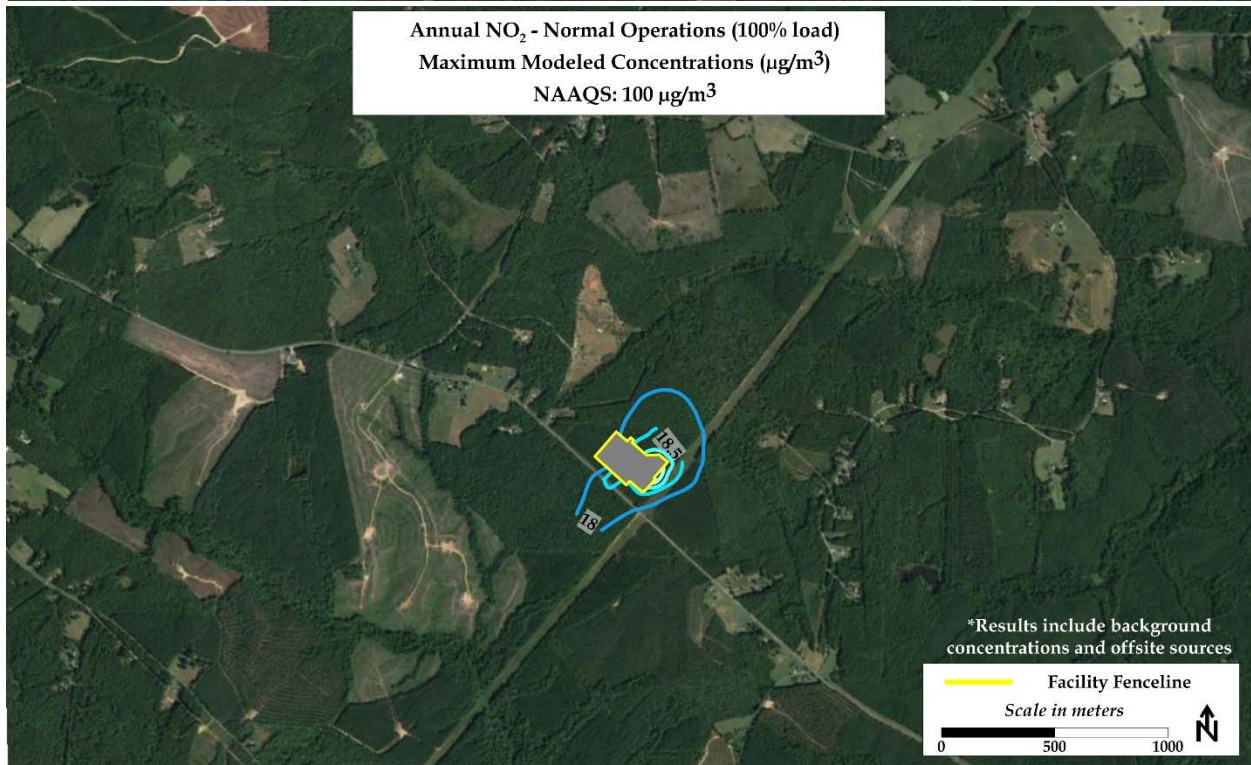 Annual NO₂ - Normal Operations (100% load)
Maximum Modeled Concentrations (µg/m³)
NAAQS: 100 µg/m³
18.5
18
*Results include background
concentrations and offsite sources
Facility Fenceline
Scale in meters
N
0 500 1000